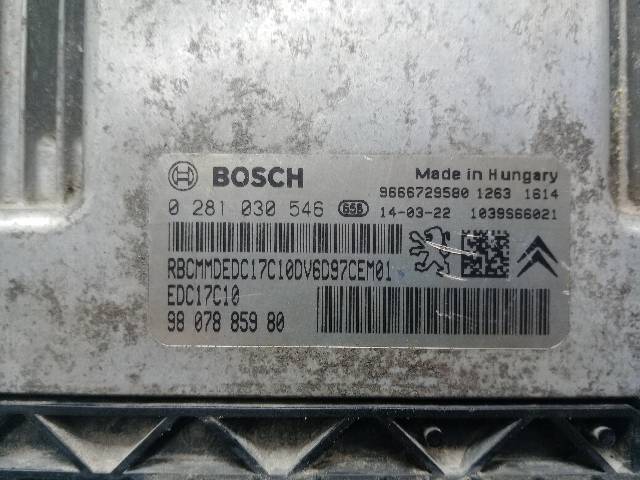 BOSCH
Made in Hungary
9666729580 1263 1614
0 281 030 546 G5B 14-03-22 1039S66021
RBCMMDEDC17C10DV6D97CEM01
EDC17C10
98 078 859 80